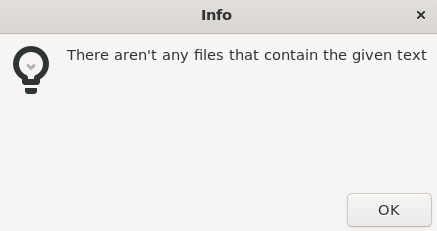 Info
There aren't any files that contain the given text
OK